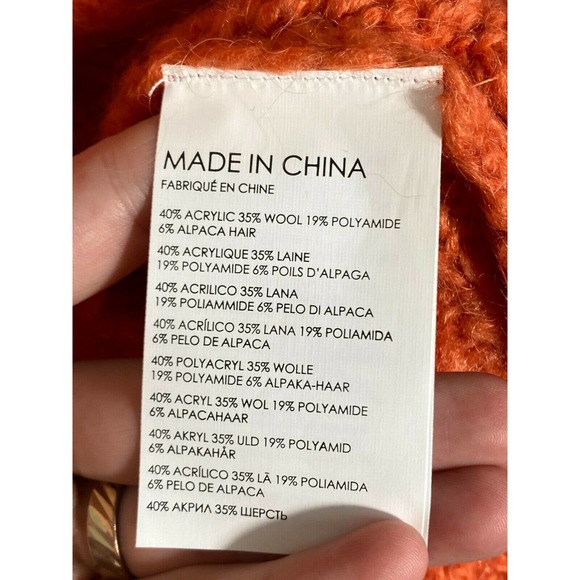 MADE IN CHINA
FABRIQUÉ EN CHINE
40% ACRYLIC 35% WOOL 19% POLYAMIDE
6% ALPACA HAIR
40% ACRYLIQUE 35% LAINE
19% POLYAMIDE 6% POILS D'ALPAGA
40% ACRILICO 35% LANA
19% POLIAMMIDE 6% PELO DI ALPACA
40% ACRÍLICO 35% LANA 19% POLIAMIDA
6% PELO DE ALPACA
40% POLYACRYL 35% WOLLE
19% POLYAMIDE 6% ALPAKA-HAAR
40% ACRYL 35% WOL 19% POLYAMIDE
6% ALPACAHAAR
40% AKRYL 35% ULD 19% POLYAMID
6% ALPAKAHÅR
40% ACRÍLICO 35% LÃ 19% POLIAMIDA
6% PELO DE ALPACA
40% АКРИЛ 35% ШЕРСТЬ